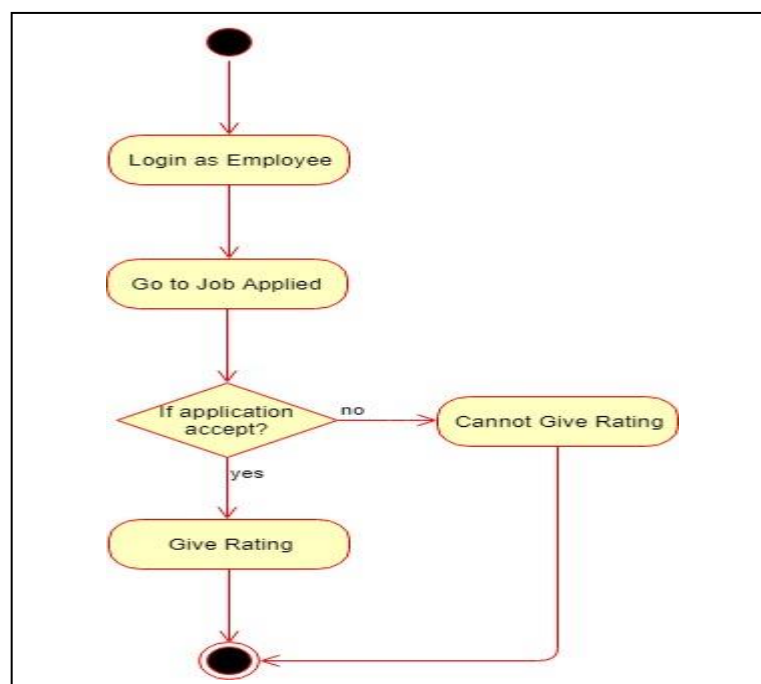 Login as Employee
Go to Job Applied
If application
accept?
no
Cannot Give Rating
yes
Give Rating